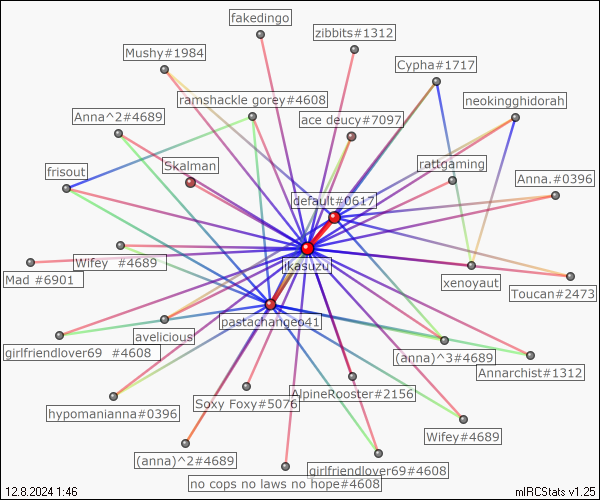 fakedingo
zibbits#1312
Mushy#1984
Cypha#1717
ramshackle gorey#4608
neokingghidorah
Anna^2#4689
ace deucy#7097
frisout
Skalman
rattgaming
Anna.#0396
default#0617
Mad #6901
Wifey #4689
ikasuzu
xenoyaut
Toucan#2473
pastachangeo41
avelicious
girlfriendlover69 #4608
(anna)^3#4689
Annarchist#1312
hypomanianna#0396
Soxy Foxy#5076
AlpineRooster#2156
Wifey#4689
(anna)^2#4689
girlfriendlover69#4608
no cops no laws no hope#4608
12.8.2024 1:46
mIRCStats v1.25